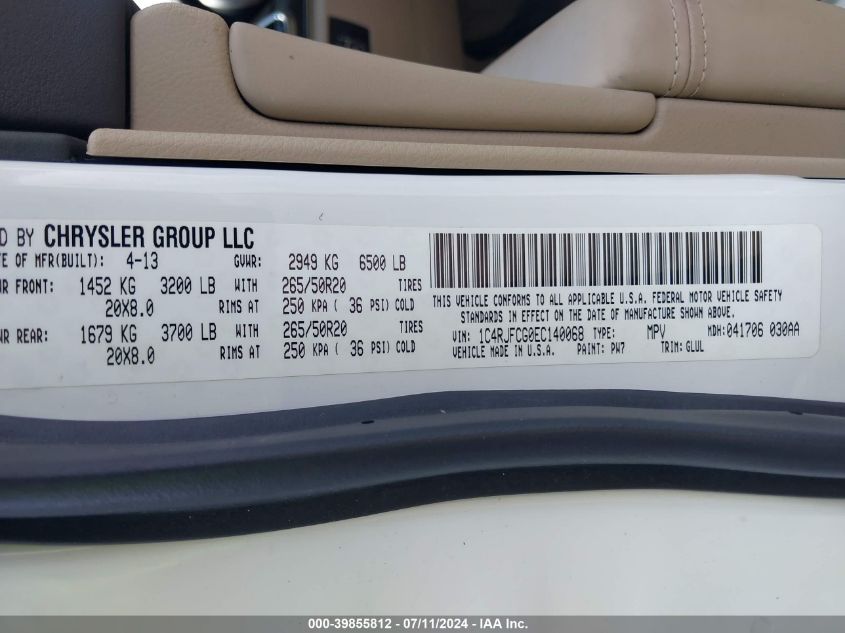 D BY CHRYSLER GROUP LLC
TE OF MFR(BUILT): 4-13 GVWR: 2949 KG 6500 LB
WR FRONT: 1452 KG 3200 LB 265/50R20 TIRES
20X8.0 RIMS AT 250 KPA ( 36 PSI) COLD
WR REAR: 1679 KG 3700 LB 265/50R20 TIRES
20X8.0 RIMS AT 250 KPA ( 36 PSI) COLD
THIS VEHICLE CONFORMS TO ALL APPLICABLE U.S.A. FEDERAL MOTOR VEHICLE SAFETY
STANDARDS IN EFFECT ON THE DATE OF MANUFACTURE SHOWN ABOVE.
VIN: 1C4RJFCG0EC140068 TYPE: MPV MDH: 041706 030AA
VEHICLE MADE IN U.S.A. PAINT: PW7 TRIM: GLUL
000-39855812 - 07/11/2024 - IAA Inc.